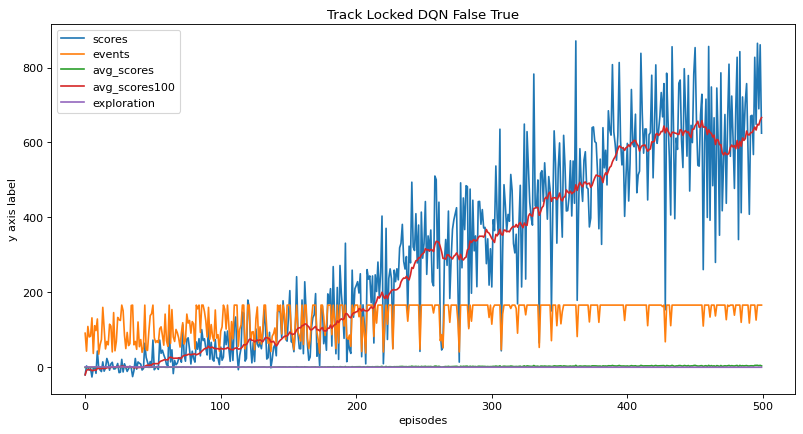 Track Locked DQN False True
scores
events
avg_scores
avg_scores100
exploration
y axis label
800
600
400
200
0
0 100 200 300 400 500
episodes